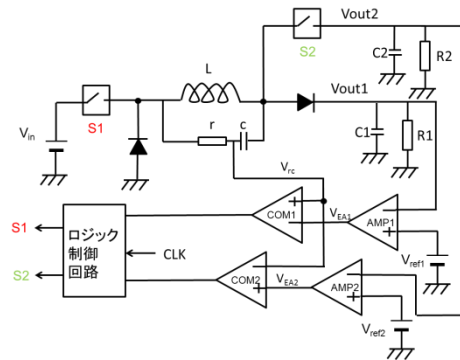 Vout2
S2
C2
R2
L
Vout1
r
c
C1
R1
Vin
S1
Vrc
COM1
VEA1
AMP1
S1
ロジック
制御
回路
CLK
S2
COM2
VEA2
AMP2
Vref1
Vref2